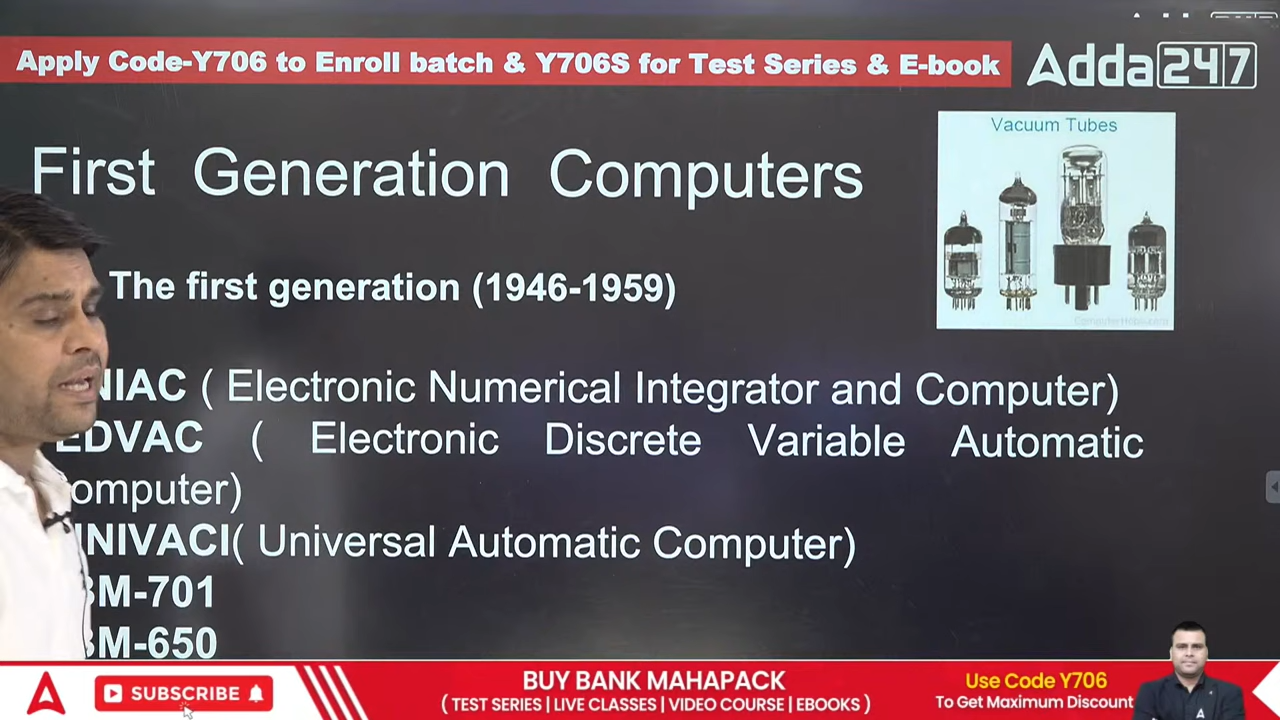 Apply Code-Y706 to Enroll batch & Y706S for Test Series & E-book
Adda 247
Vacuum Tubes
First Generation Computers
The first generation (1946-1959)
NIAC ( Electronic Numerical Integrator and Computer)
EDVAC ( Electronic Discrete Variable Automatic
omputer)
NIVACI( Universal Automatic Computer)
M-701
M-650
SUBSCRIBE
BUY BANK MAHAPACK
( TEST SERIES | LIVE CLASSES | VIDEO COURSE | EBOOKS )
Use Code Y706
To Get Maximum Discount